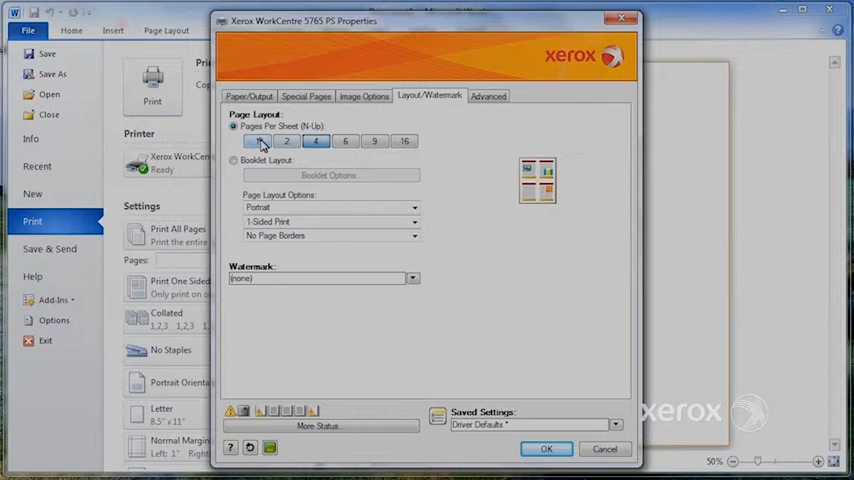 Xerox WorkCentre 5765 PS Properties
File
Home
Insert
Page Layout
xerox
Save
Save As
Open
Close
Info
Recent
New
Print
Save & Send
Help
Add-Ins
Options
Exit
Print
Printer
Xerox WorkCent
Ready
Settings
Print All Pages
Print the entire
Pages:
Print One Sided
Only print on
Collated
1,2,3 1,2,3
No Staples
Portrait Orienta
Letter
8.5" x 11"
Normal Margin
Left: 1" Right:
Paper/Output
Special Pages
Image Options
Layout/Watermark
Advanced
Page Layout:
Pages Per Sheet (N-Up):
2
4
6
9
16
Booklet Layout:
Booklet Options...
Page Layout Options:
Portrait
1-Sided Print
No Page Borders
Watermark:
(none)
More Status...
Saved Settings:
Driver Defaults *
OK
Cancel
xerox
50%